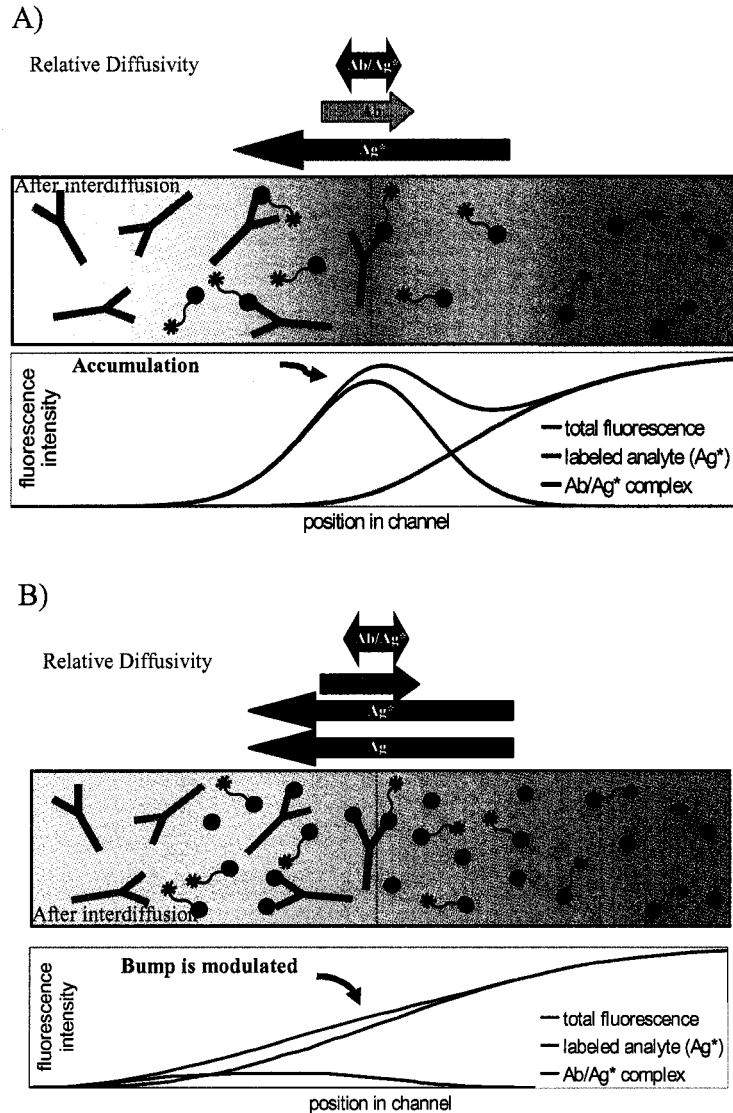 A)
Relative Diffusivity
Ab/Ag*
Ab
Ag*
After interdiffusion
Accumulation
fluorescence
intensity
total fluorescence
labeled analyte (Ag*)
Ab/Ag* complex
position in channel
B)
Relative Diffusivity
Ab/Ag*
Ag*
Ag
After interdiffusion
Bump is modulated
fluorescence
intensity
total fluorescence
labeled analyte (Ag*)
Ab/Ag* complex
position in channel